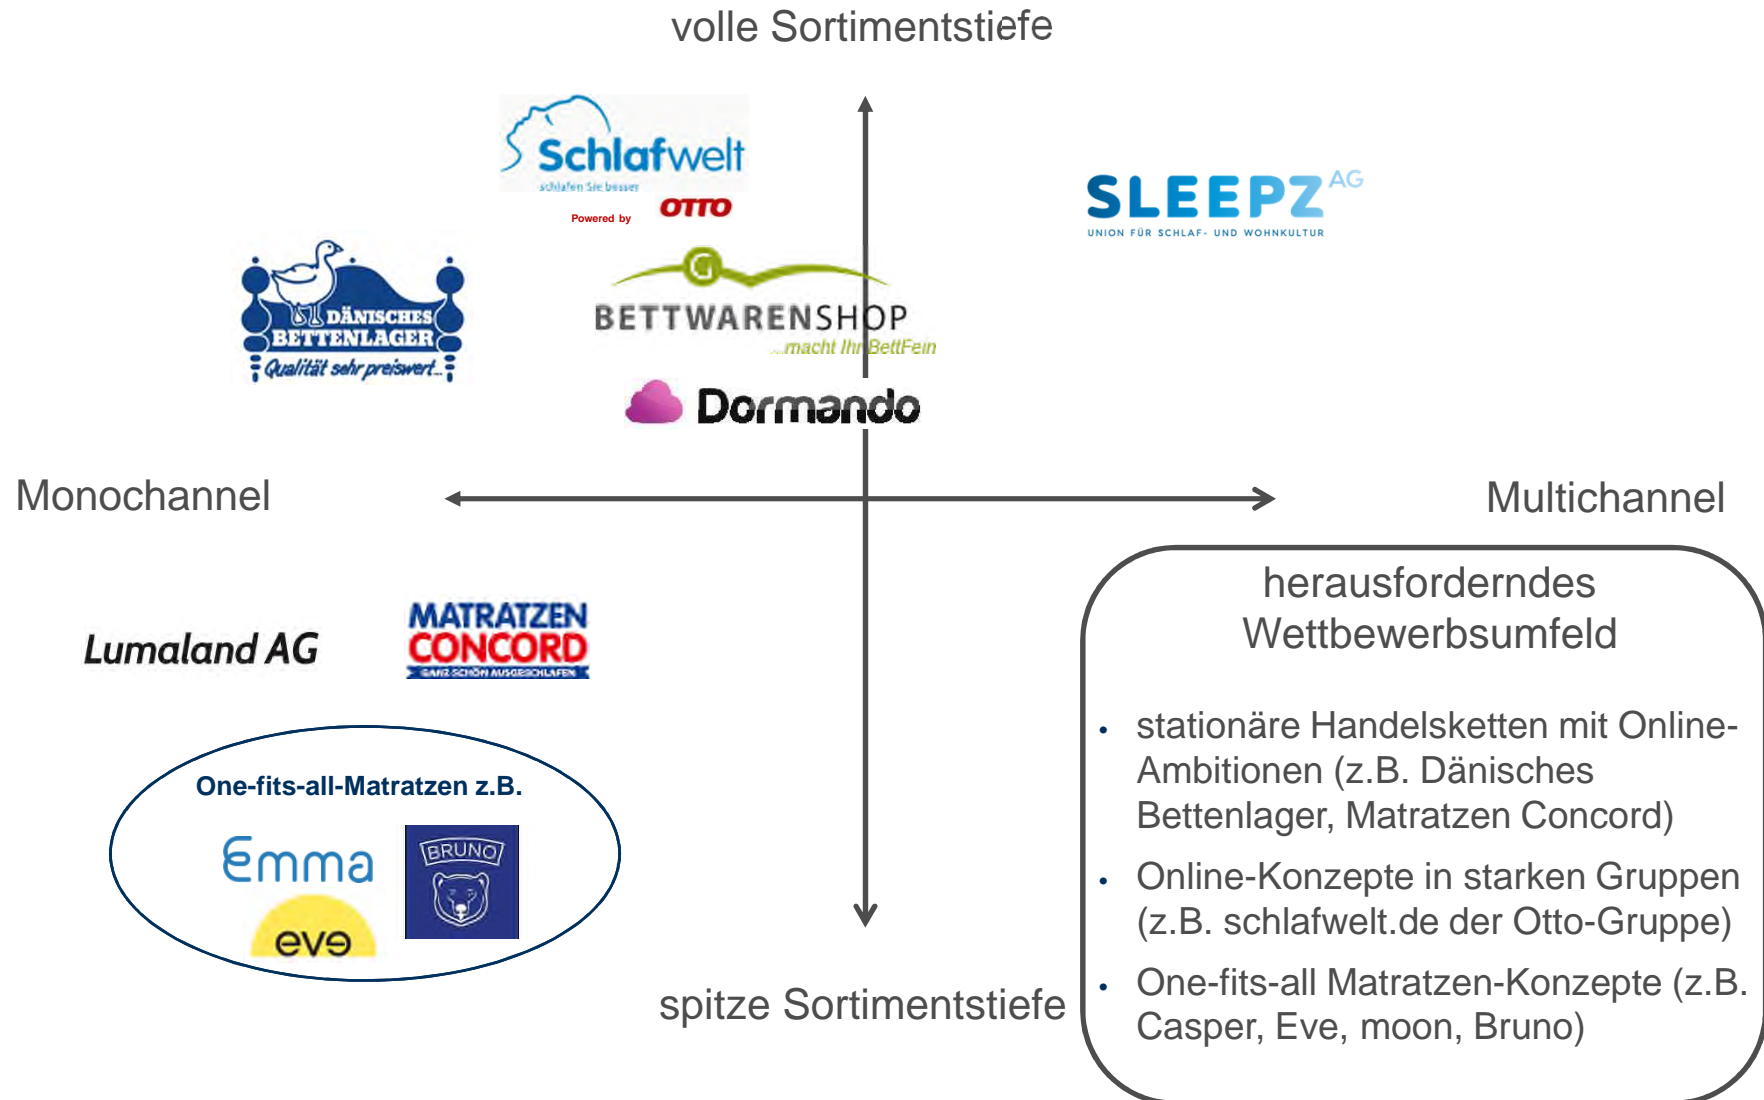 volle Sortimentstiefe
Schlafwelt
schlafen Sie besser
Powered by OTTO
SLEEPZ AG
UNION FÜR SCHLAF- UND WOHNKULTUR
DÄNISCHES
BETTENLAGER
Qualität sehr preiswert...
G
BETTWARENSHOP
...macht Ihr BettFein
Dormando
Monochannel
Multichannel
Lumaland AG
MATRATZEN
CONCORD
GANZ SCHÖN AUSGESCHLAFEN
One-fits-all-Matratzen z.B.
Emma
BRUNO
eve
spitze Sortimentstiefe
herausforderndes
Wettbewerbsumfeld
• stationäre Handelsketten mit Online-
Ambitionen (z.B. Dänisches
Bettenlager, Matratzen Concord)
• Online-Konzepte in starken Gruppen
(z.B. schlafwelt.de der Otto-Gruppe)
• One-fits-all Matratzen-Konzepte (z.B.
Casper, Eve, moon, Bruno)